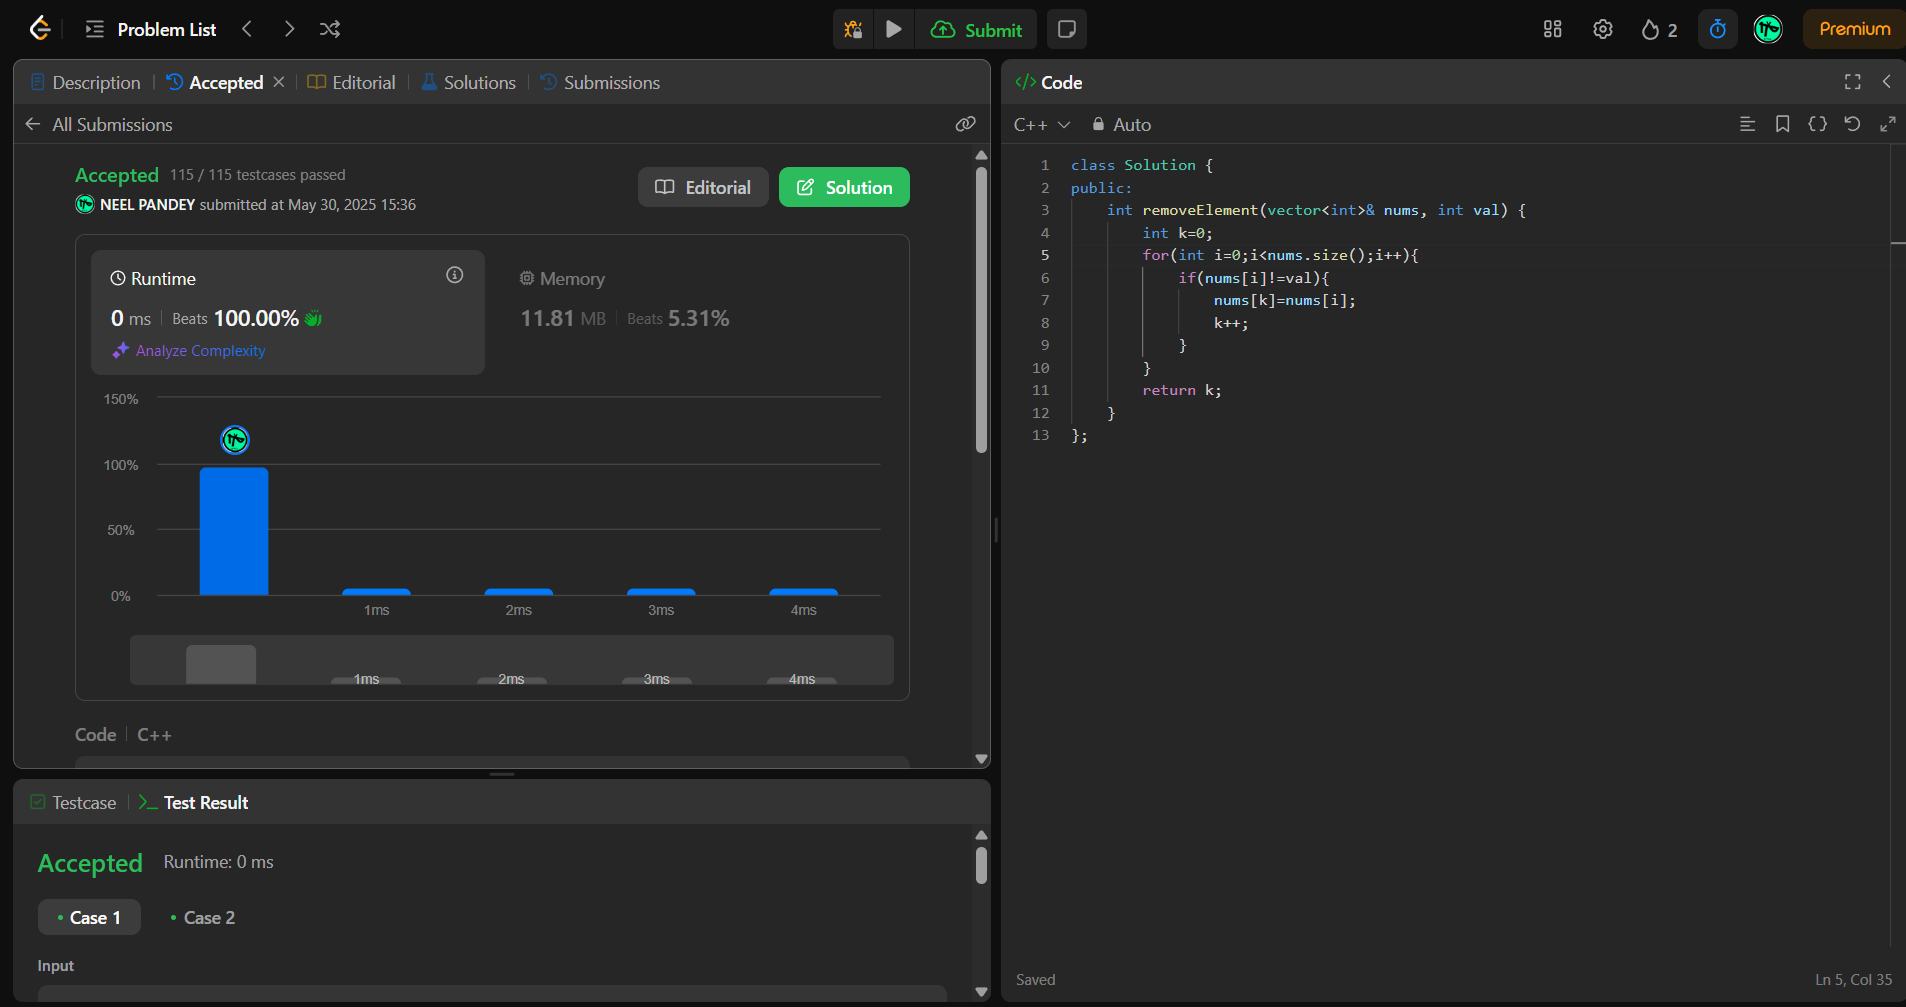 Problem List
Submit
2
Premium
Description
Accepted
Editorial
Solutions
Submissions
All Submissions
Accepted 115 / 115 testcases passed
NEEL PANDEY submitted at May 30, 2025 15:36
Editorial
Solution
Runtime
0 ms Beats 100.00%
Analyze Complexity
Memory
11.81 MB Beats 5.31%
150%
100%
50%
0%
1ms 2ms 3ms 4ms
1ms 2ms 3ms 4ms
Code C++
Testcase
Test Result
Accepted Runtime: 0 ms
Case 1
Case 2
Input
</> Code
C++
Auto
1 class Solution {
2 public:
3 int removeElement(vector<int>& nums, int val) {
4 int k=0;
5 for(int i=0;i<nums.size();i++){
6 if(nums[i]!=val){
7 nums[k]=nums[i];
8 k++;
9 }
10 }
11 return k;
12 }
13 };
Saved
Ln 5, Col 35